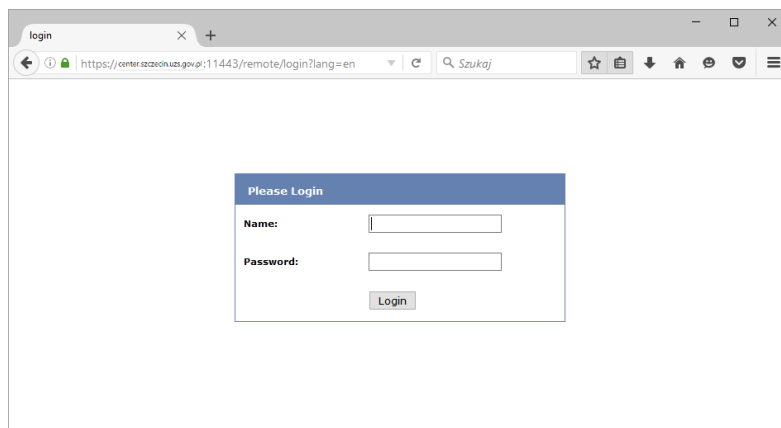 login
https://center.szczecin.uzs.gov.pl:11443/remote/login?lang=en
Szukaj
Please Login
Name:
Password:
Login